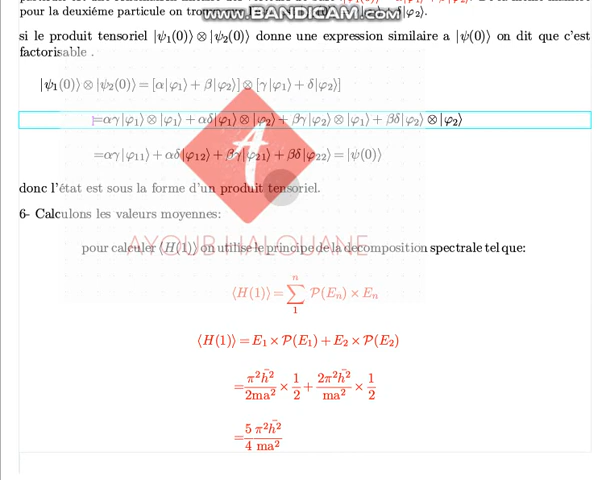 pour la deuxième particule on
WWW.BANDICAM.COM
|φ₂⟩.
si le produit tensoriel |ψ₁(0)⟩⊗|ψ₂(0)⟩ donne une expression similaire a |ψ(0)⟩ on dit que c'est
factorisable .
|ψ₁(0)⟩⊗|ψ₂(0)⟩=[α|φ₁⟩+β|φ₂⟩]⊗[γ|φ₁⟩+δ|φ₂⟩]
=αγ|φ₁⟩⊗|φ₁⟩+αδ|φ₁⟩⊗|φ₂⟩+βγ|φ₂⟩⊗|φ₁⟩+βδ|φ₂⟩⊗|φ₂⟩
=αγ|φ₁₁⟩+αδ|φ₁₂⟩+βγ|φ₂₁⟩+βδ|φ₂₂⟩=|ψ(0)⟩
A
donc l'état est sous la forme d'un produit tensoriel.
6- Calculons les valeurs moyennes:
AYOUB HALOUANE
pour calculer ⟨H(1)⟩ on utilise le principe de la decomposition spectrale tel que:
⟨H(1)⟩=∑₁ⁿ P(Eₙ)×Eₙ
⟨H(1)⟩=E₁×P(E₁)+E₂×P(E₂)
=π²ħ²/2ma²×1/2+2π²ħ²/ma²×1/2
=5 π²ħ²/4 ma²